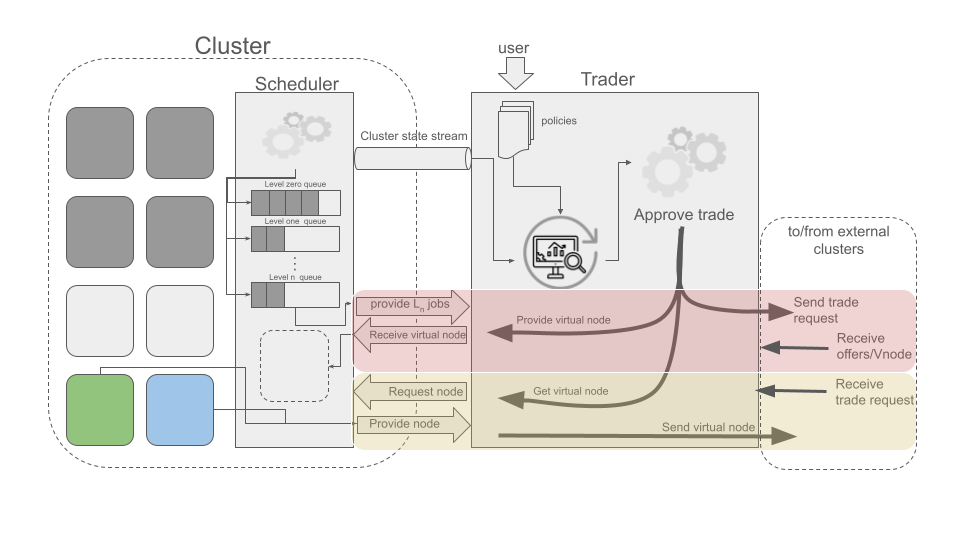 Cluster
Scheduler
Level zero queue
Level one queue
Level n queue
Cluster state stream
user
Trader
policies
Approve trade
to/from external
clusters
provide Ln jobs
Receive virtual node
Provide virtual node
Send trade
request
Receive
offers/Vnode
Request node
Provide node
Get virtual node
Receive
trade request
Send virtual node